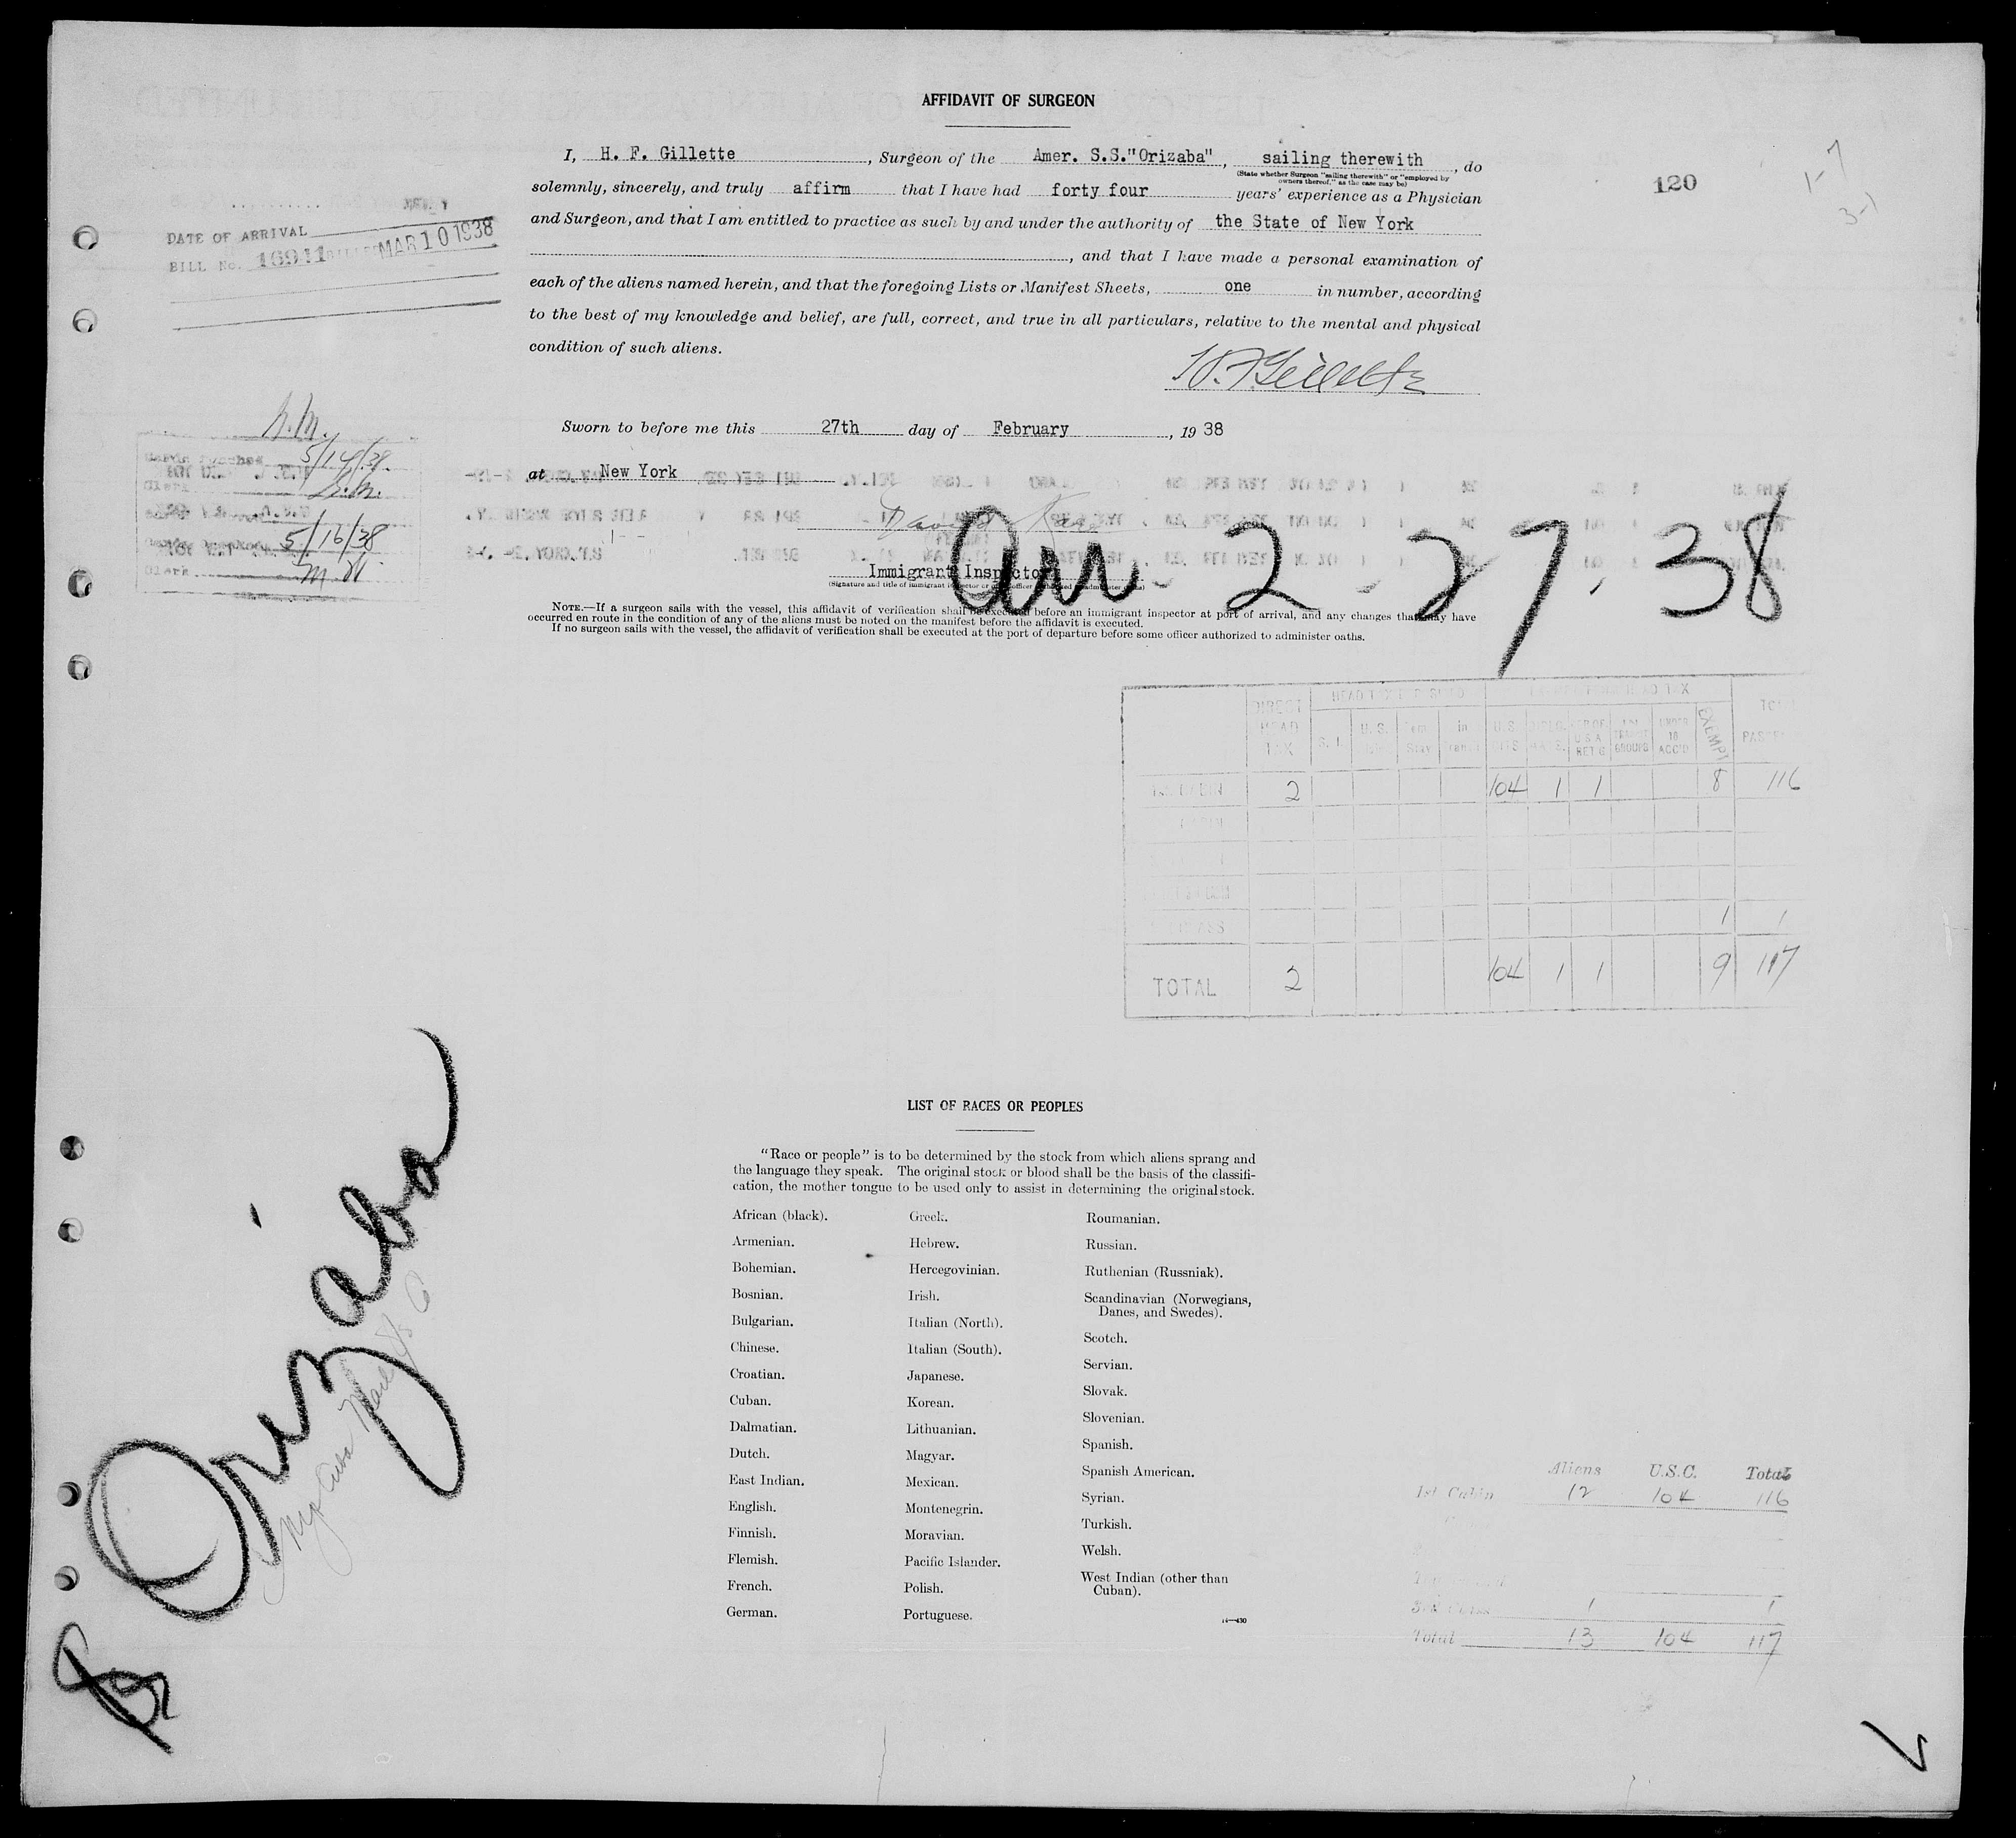 AFFIDAVIT OF SURGEON
I, H. F. Gillette, Surgeon of the Amer. S.S."Orizaba", sailing therewith, do
(State whether Surgeon "sailing therewith" or "employed by owners thereof," as the case may be)
solemnly, sincerely, and truly affirm that I have had forty four years' experience as a Physician
and Surgeon, and that I am entitled to practice as such by and under the authority of the State of New York
, and that I have made a personal examination of
each of the aliens named herein, and that the foregoing Lists or Manifest Sheets, one in number, according
to the best of my knowledge and belief, are full, correct, and true in all particulars, relative to the mental and physical
condition of such aliens.
H. F. Gillette
120
1-7
3-1
DATE OF ARRIVAL
BILL No. 16911 MAR 10 1938
5/14/38
Clerk
5/16/38
Clerk
Sworn to before me this 27th day of February, 1938
at New York
Immigrant Inspector
Arr 2-27-38
NOTE.—If a surgeon sails with the vessel, this affidavit of verification shall be executed before an immigrant inspector at port of arrival, and any changes that may have
occurred en route in the condition of any of the aliens must be noted on the manifest before the affidavit is executed.
If no surgeon sails with the vessel, the affidavit of verification shall be executed at the port of departure before some officer authorized to administer oaths.
DIRECT HEAD TAX
U.S.
EXEMPT
2 104 1 1 8 116
1 1
TOTAL 2 104 1 1 9 117
Orizaba
LIST OF RACES OR PEOPLES
"Race or people" is to be determined by the stock from which aliens sprang and
the language they speak. The original stock or blood shall be the basis of the classifi-
cation, the mother tongue to be used only to assist in determining the original stock.
African (black).
Armenian.
Bohemian.
Bosnian.
Bulgarian.
Chinese.
Croatian.
Cuban.
Dalmatian.
Dutch.
East Indian.
English.
Finnish.
Flemish.
French.
German.
Greek.
Hebrew.
Hercegovinian.
Irish.
Italian (North).
Italian (South).
Japanese.
Korean.
Lithuanian.
Magyar.
Mexican.
Montenegrin.
Moravian.
Pacific Islander.
Polish.
Portuguese.
Roumanian.
Russian.
Ruthenian (Russniak).
Scandinavian (Norwegians,
Danes, and Swedes).
Scotch.
Servian.
Slovak.
Slovenian.
Spanish.
Spanish American.
Syrian.
Turkish.
Welsh.
West Indian (other than
Cuban).
14—430
Aliens U.S.C. Total
1st Cabin 12 104 116
3rd Class 1 1
Total 13 104 117